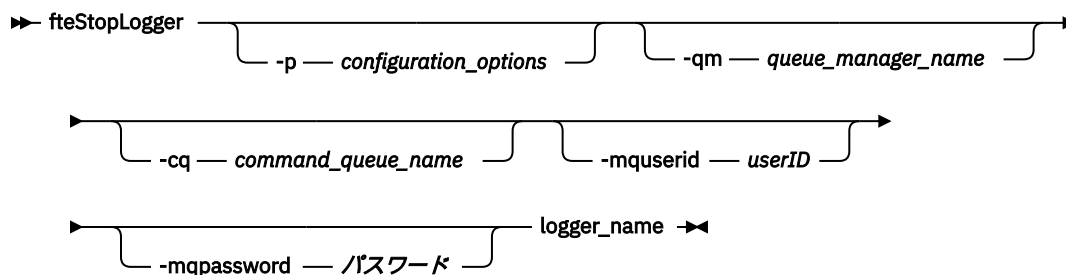 fteStopLogger
-p configuration_options
-qm queue_manager_name
-cq command_queue_name
-mquserid userID
-mqpassword パスワード
logger_name